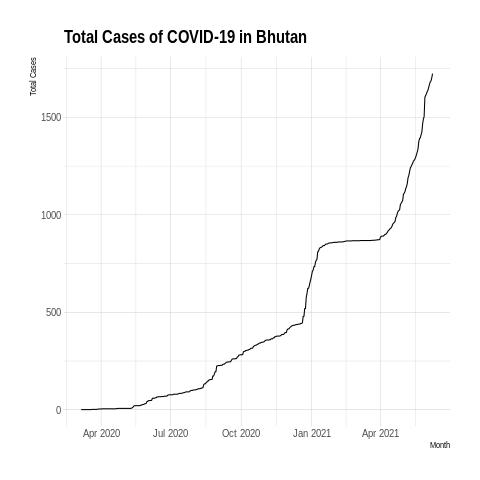 Total Cases of COVID-19 in Bhutan
Total Cases
1500
1000
500
0
Apr 2020 Jul 2020 Oct 2020 Jan 2021 Apr 2021
Month